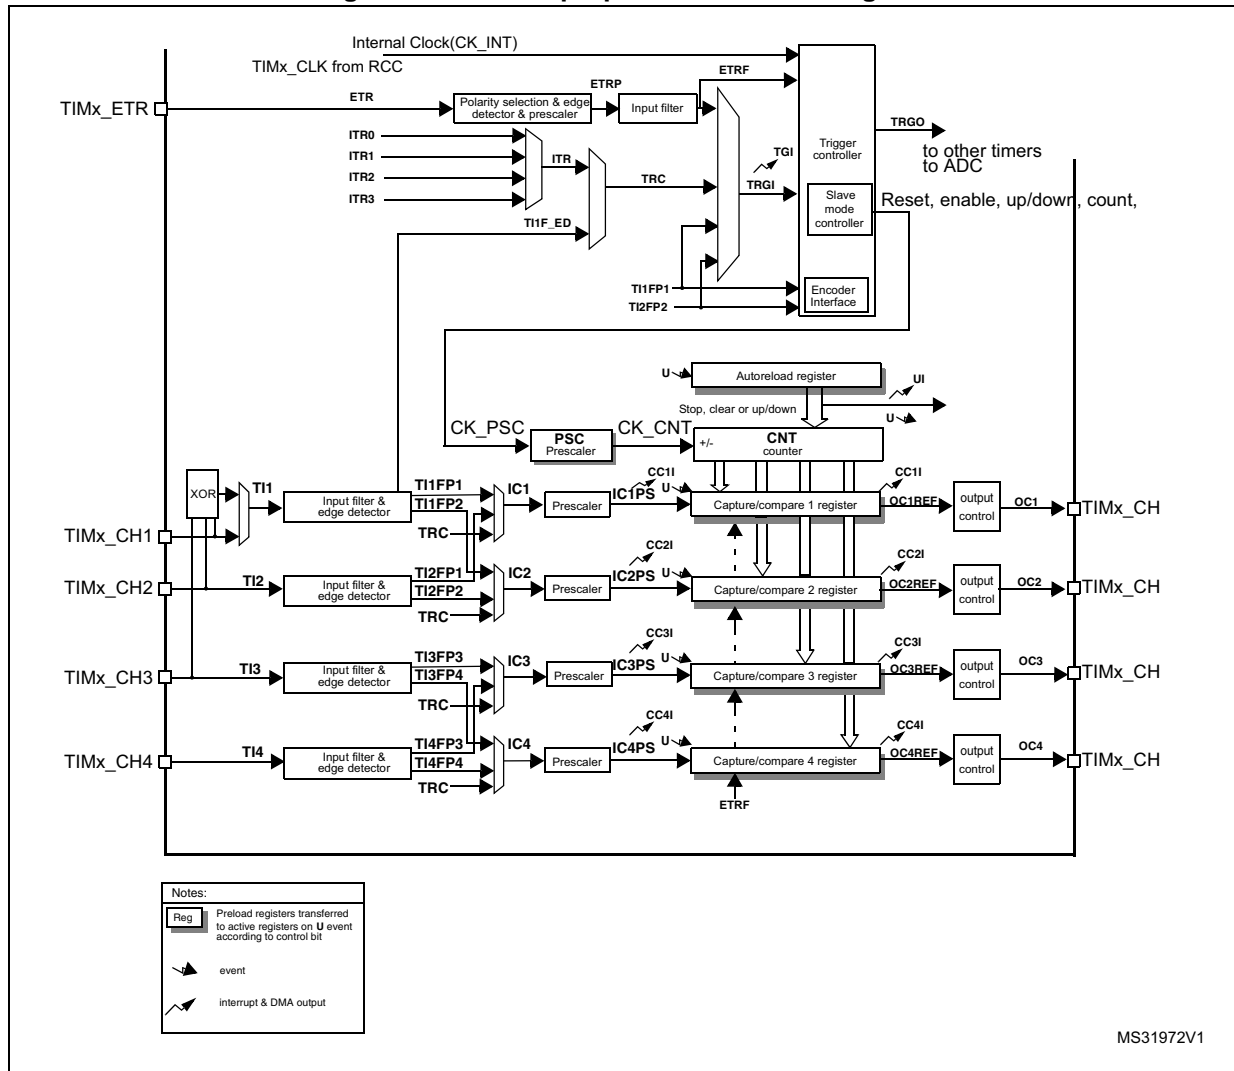 Internal Clock(CK_INT)
TIMx_CLK from RCC
ETRF
ETR
ETRP
TIMx_ETR
Polarity selection & edge
detector & prescaler
Input filter
TRGO
to other timers
to ADC
Trigger
controller
ITR0
ITR1
ITR2
ITR3
ITR
TRC
TGI
TRGI
Slave
mode
controller
Reset, enable, up/down, count,
TI1F_ED
TI1FP1
TI2FP2
Encoder
Interface
U
Autoreload register
UI
Stop, clear or up/down
U
CK_PSC
PSC
Prescaler
CK_CNT
+/-
CNT
counter
XOR
TI1
Input filter &
edge detector
TI1FP1
TI1FP2
TRC
IC1
Prescaler
CC1I
IC1PS
U
Capture/compare 1 register
CC1I
OC1REF
output
control
OC1
TIMx_CH
TIMx_CH1
TIMx_CH2
TI2
Input filter &
edge detector
TI2FP1
TI2FP2
TRC
IC2
Prescaler
CC2I
IC2PS
U
Capture/compare 2 register
CC2I
OC2REF
output
control
OC2
TIMx_CH
TIMx_CH3
TI3
Input filter &
edge detector
TI3FP3
TI3FP4
TRC
IC3
Prescaler
CC3I
IC3PS
U
Capture/compare 3 register
CC3I
OC3REF
output
control
OC3
TIMx_CH
TIMx_CH4
TI4
Input filter &
edge detector
TI4FP3
TI4FP4
TRC
IC4
Prescaler
CC4I
IC4PS
U
Capture/compare 4 register
CC4I
OC4REF
output
control
OC4
TIMx_CH
ETRF
Notes:
Reg
Preload registers transferred
to active registers on U event
according to control bit
event
interrupt & DMA output
MS31972V1